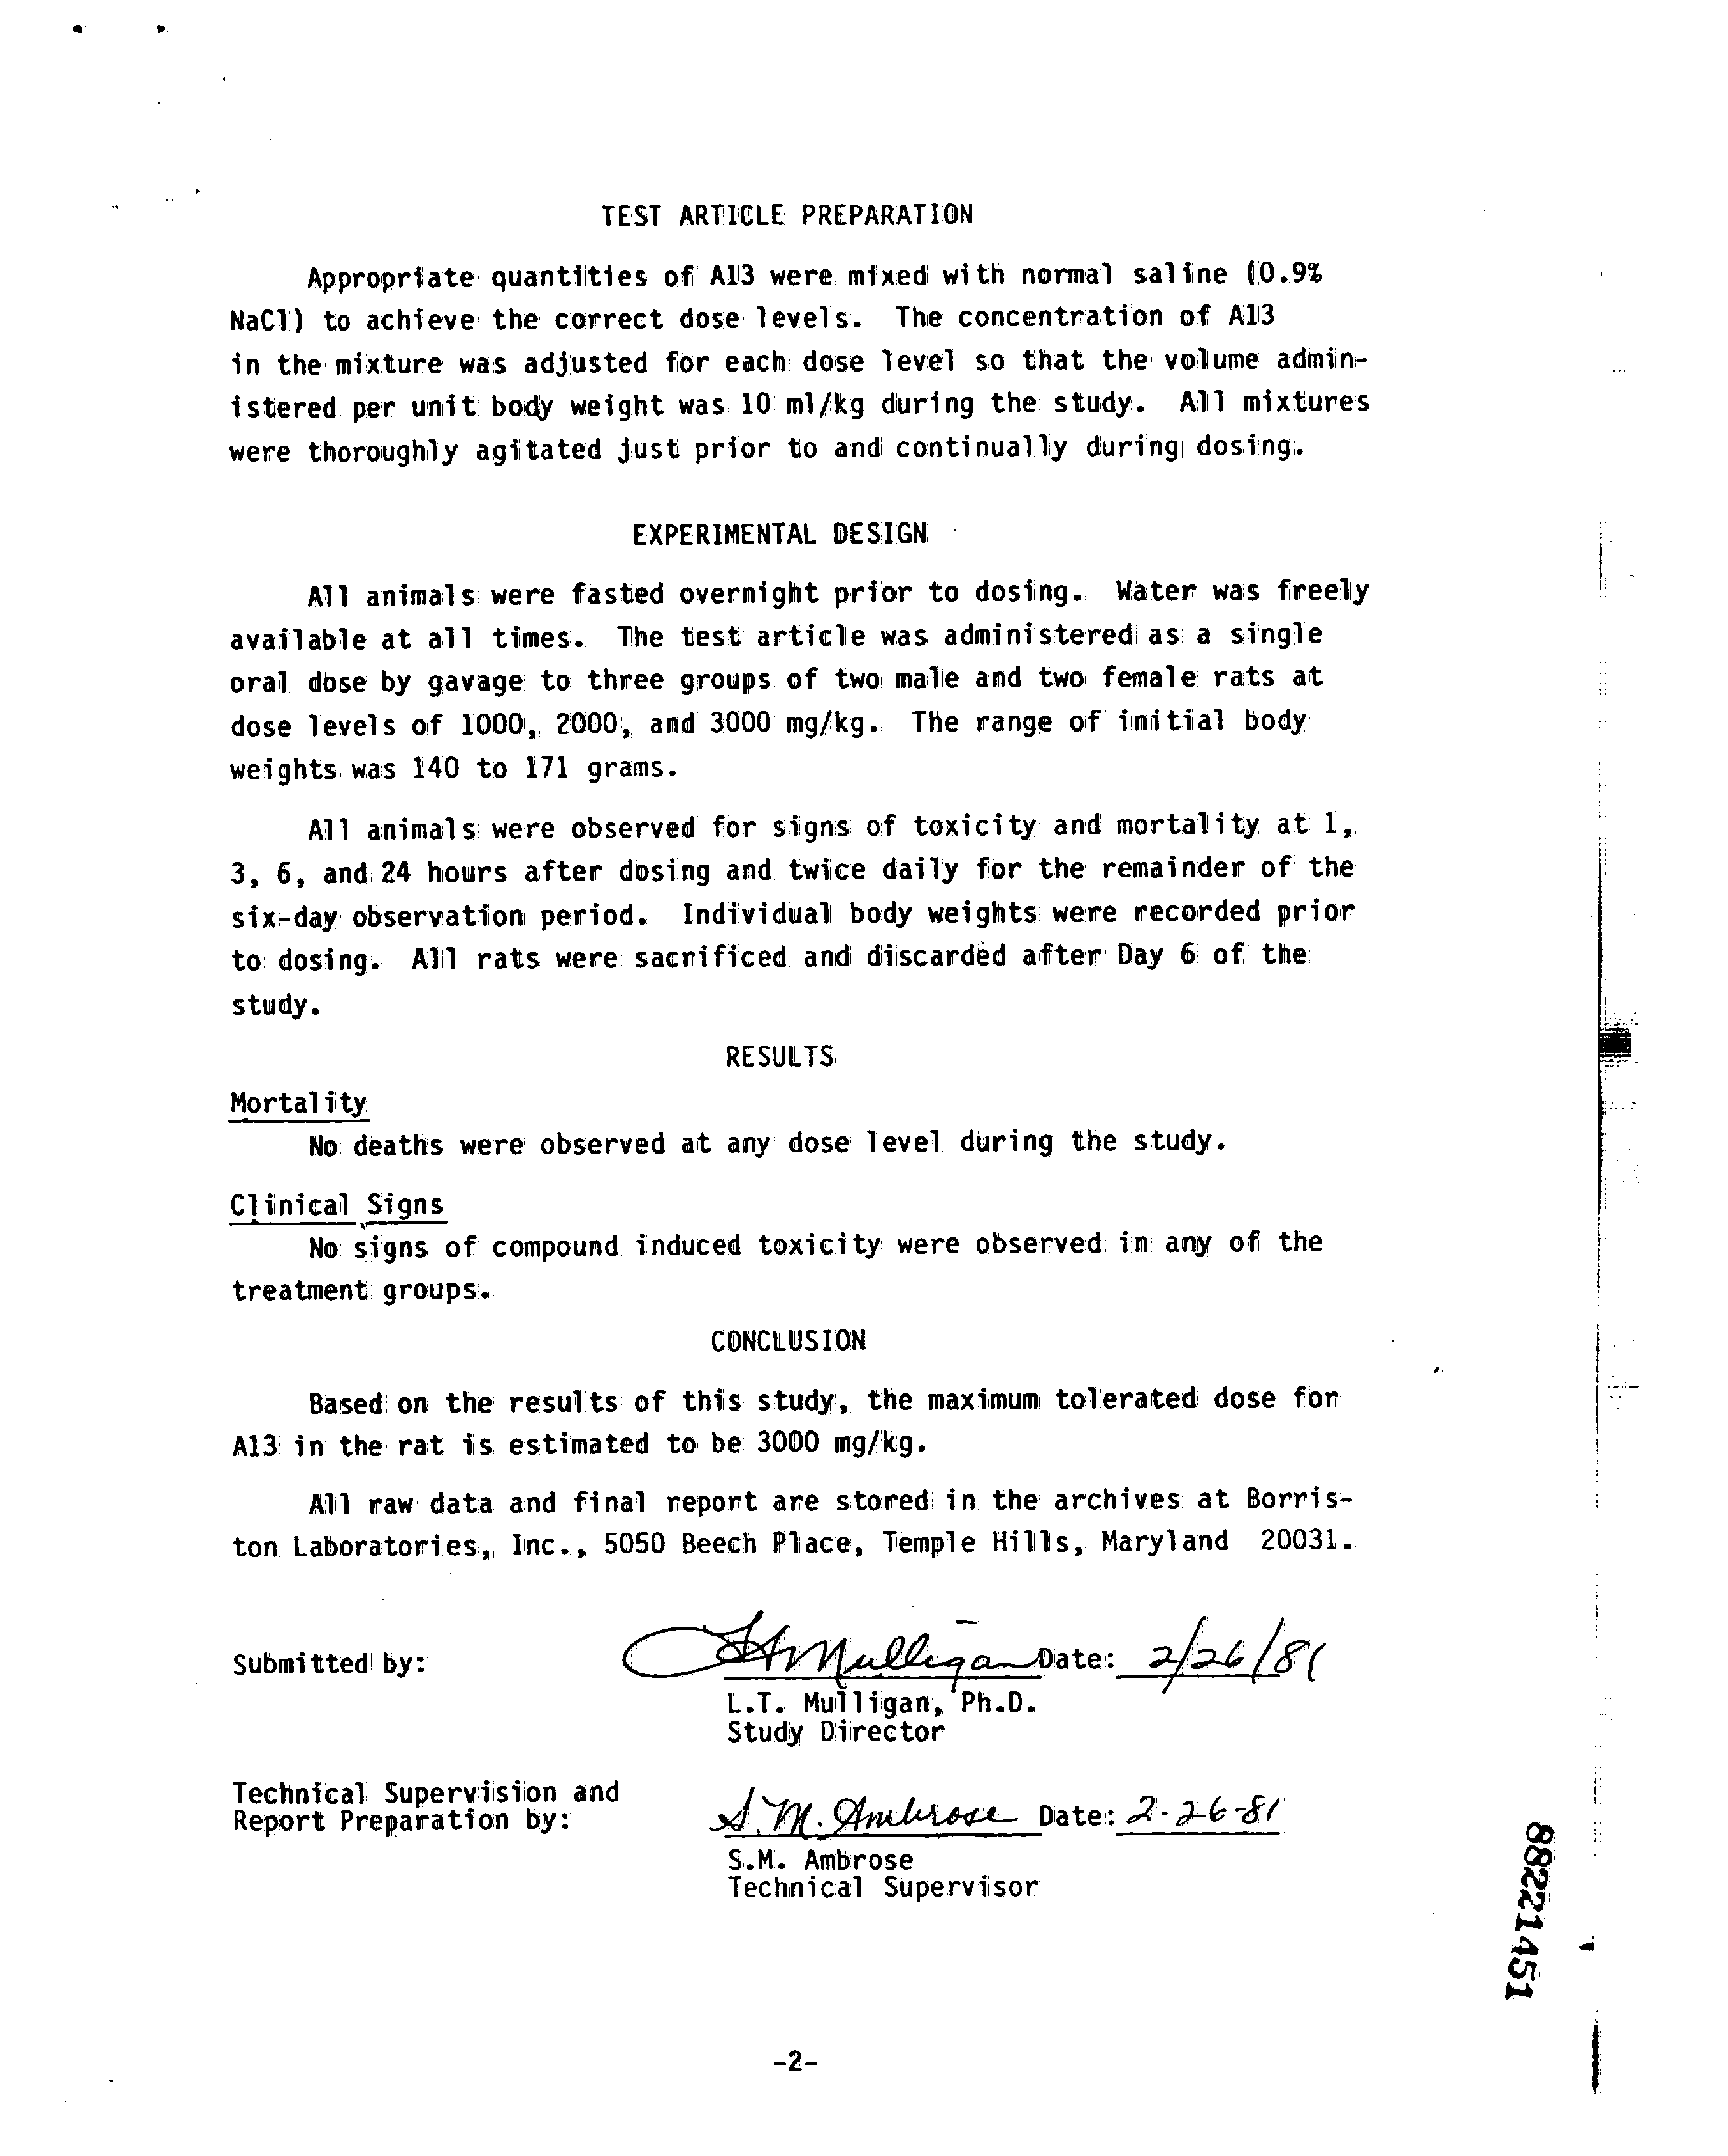 TEST ARTICLE PREPARATION
Appropriate quantities of A13 were mixed with normal saline (0.9%
NaCl) to achieve the correct dose levels. The concentration of A13
in the mixture was adjusted for each dose level so that the volume admin-
istered per unit body weight was 10 ml/kg during the study. All mixtures
were thoroughly agitated just prior to and continually during dosing.
EXPERIMENTAL DESIGN
All animals were fasted overnight prior to dosing. Water was freely
available at all times. The test article was administered as a single
oral dose by gavage to three groups of two male and two female rats at
dose levels of 1000, 2000, and 3000 mg/kg. The range of initial body
weights was 140 to 171 grams.
All animals were observed for signs of toxicity and mortality at 1,
3, 6, and 24 hours after dosing and twice daily for the remainder of the
six-day observation period. Individual body weights were recorded prior
to dosing. All rats were sacrificed and discarded after Day 6 of the
study.
RESULTS
Mortality
No deaths were observed at any dose level during the study.
Clinical Signs
No signs of compound induced toxicity were observed in any of the
treatment groups.
CONCLUSION
Based on the results of this study, the maximum tolerated dose for
A13 in the rat is estimated to be 3000 mg/kg.
All raw data and final report are stored in the archives at Borris-
ton Laboratories, Inc., 5050 Beech Place, Temple Hills, Maryland 20031.
Submitted by: LTMulligan Date: 2/26/81
L.T. Mulligan, Ph.D.
Study Director
Technical Supervision and
Report Preparation by: S.M. Ambrose Date: 2-26-81
S.M. Ambrose
Technical Supervisor
88221451
-2-